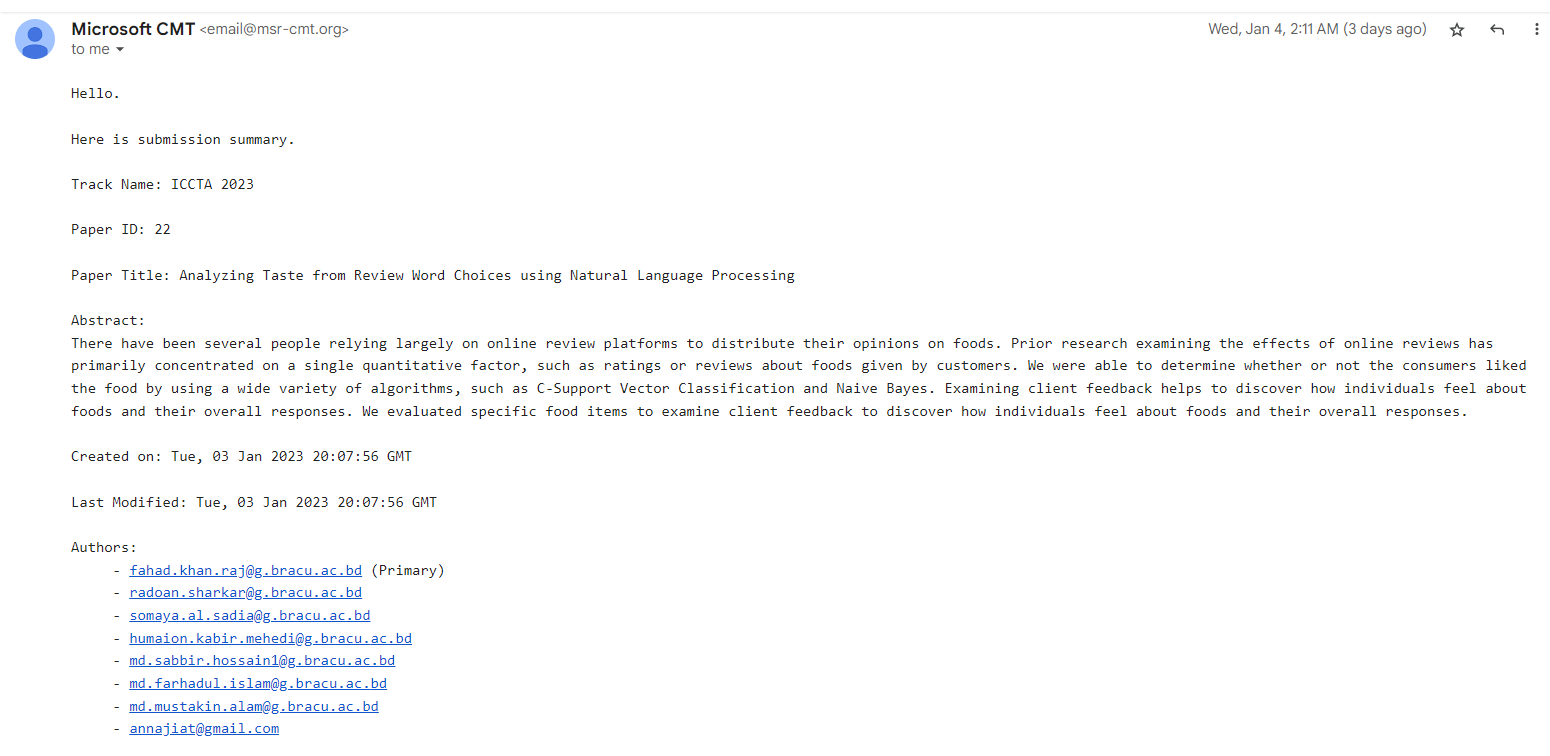 Microsoft CMT <email@msr-cmt.org> Wed, Jan 4, 2:11 AM (3 days ago)
to me
Hello.
Here is submission summary.
Track Name: ICCTA 2023
Paper ID: 22
Paper Title: Analyzing Taste from Review Word Choices using Natural Language Processing
Abstract:
There have been several people relying largely on online review platforms to distribute their opinions on foods. Prior research examining the effects of online reviews has
primarily concentrated on a single quantitative factor, such as ratings or reviews about foods given by customers. We were able to determine whether or not the consumers liked
the food by using a wide variety of algorithms, such as C-Support Vector Classification and Naive Bayes. Examining client feedback helps to discover how individuals feel about
foods and their overall responses. We evaluated specific food items to examine client feedback to discover how individuals feel about foods and their overall responses.
Created on: Tue, 03 Jan 2023 20:07:56 GMT
Last Modified: Tue, 03 Jan 2023 20:07:56 GMT
Authors:
- fahad.khan.raj@g.bracu.ac.bd (Primary)
- radoan.sharkar@g.bracu.ac.bd
- somaya.al.sadia@g.bracu.ac.bd
- humaion.kabir.mehedi@g.bracu.ac.bd
- md.sabbir.hossain1@g.bracu.ac.bd
- md.farhadul.islam@g.bracu.ac.bd
- md.mustakin.alam@g.bracu.ac.bd
- annajiat@gmail.com